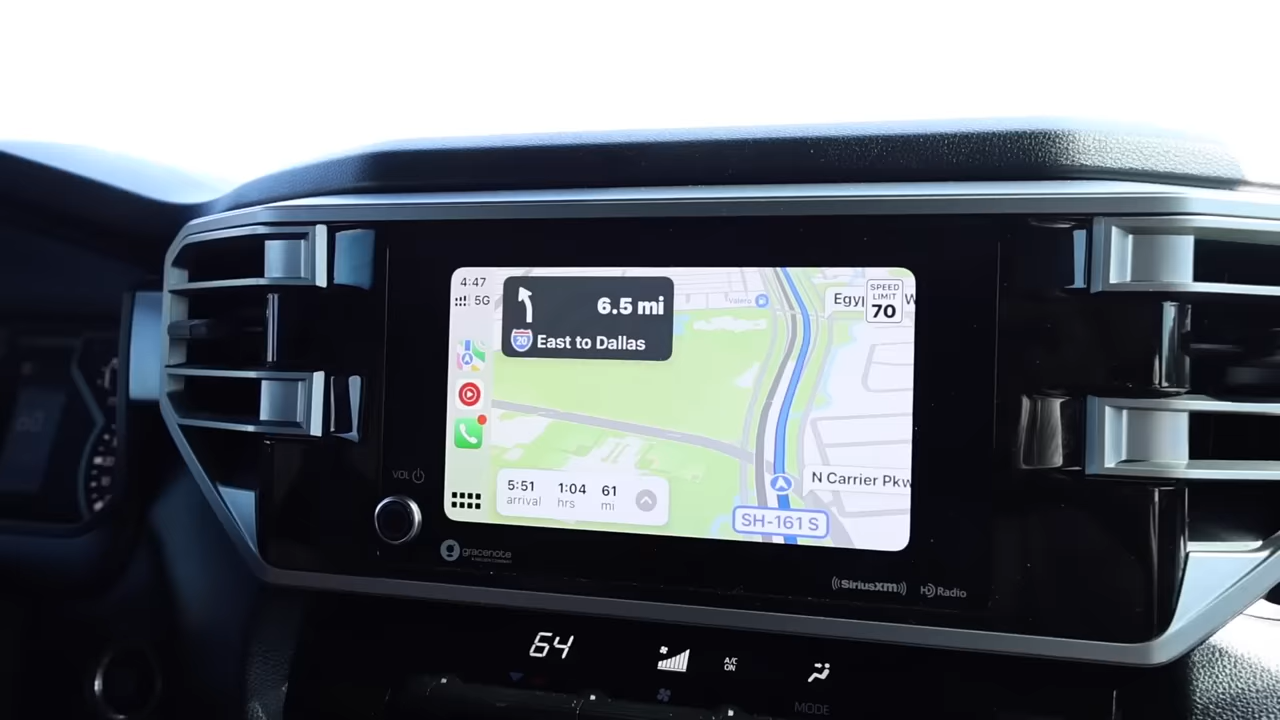 4:47
5G
6.5 mi
20
East to Dallas
Valero
SPEED
LIMIT
70
N Carrier Pkw
5:51
arrival
1:04
hrs
61
mi
SH-161 S
VOL
gracenote
SiriusXM
HD Radio
64
A/C
ON
MODE